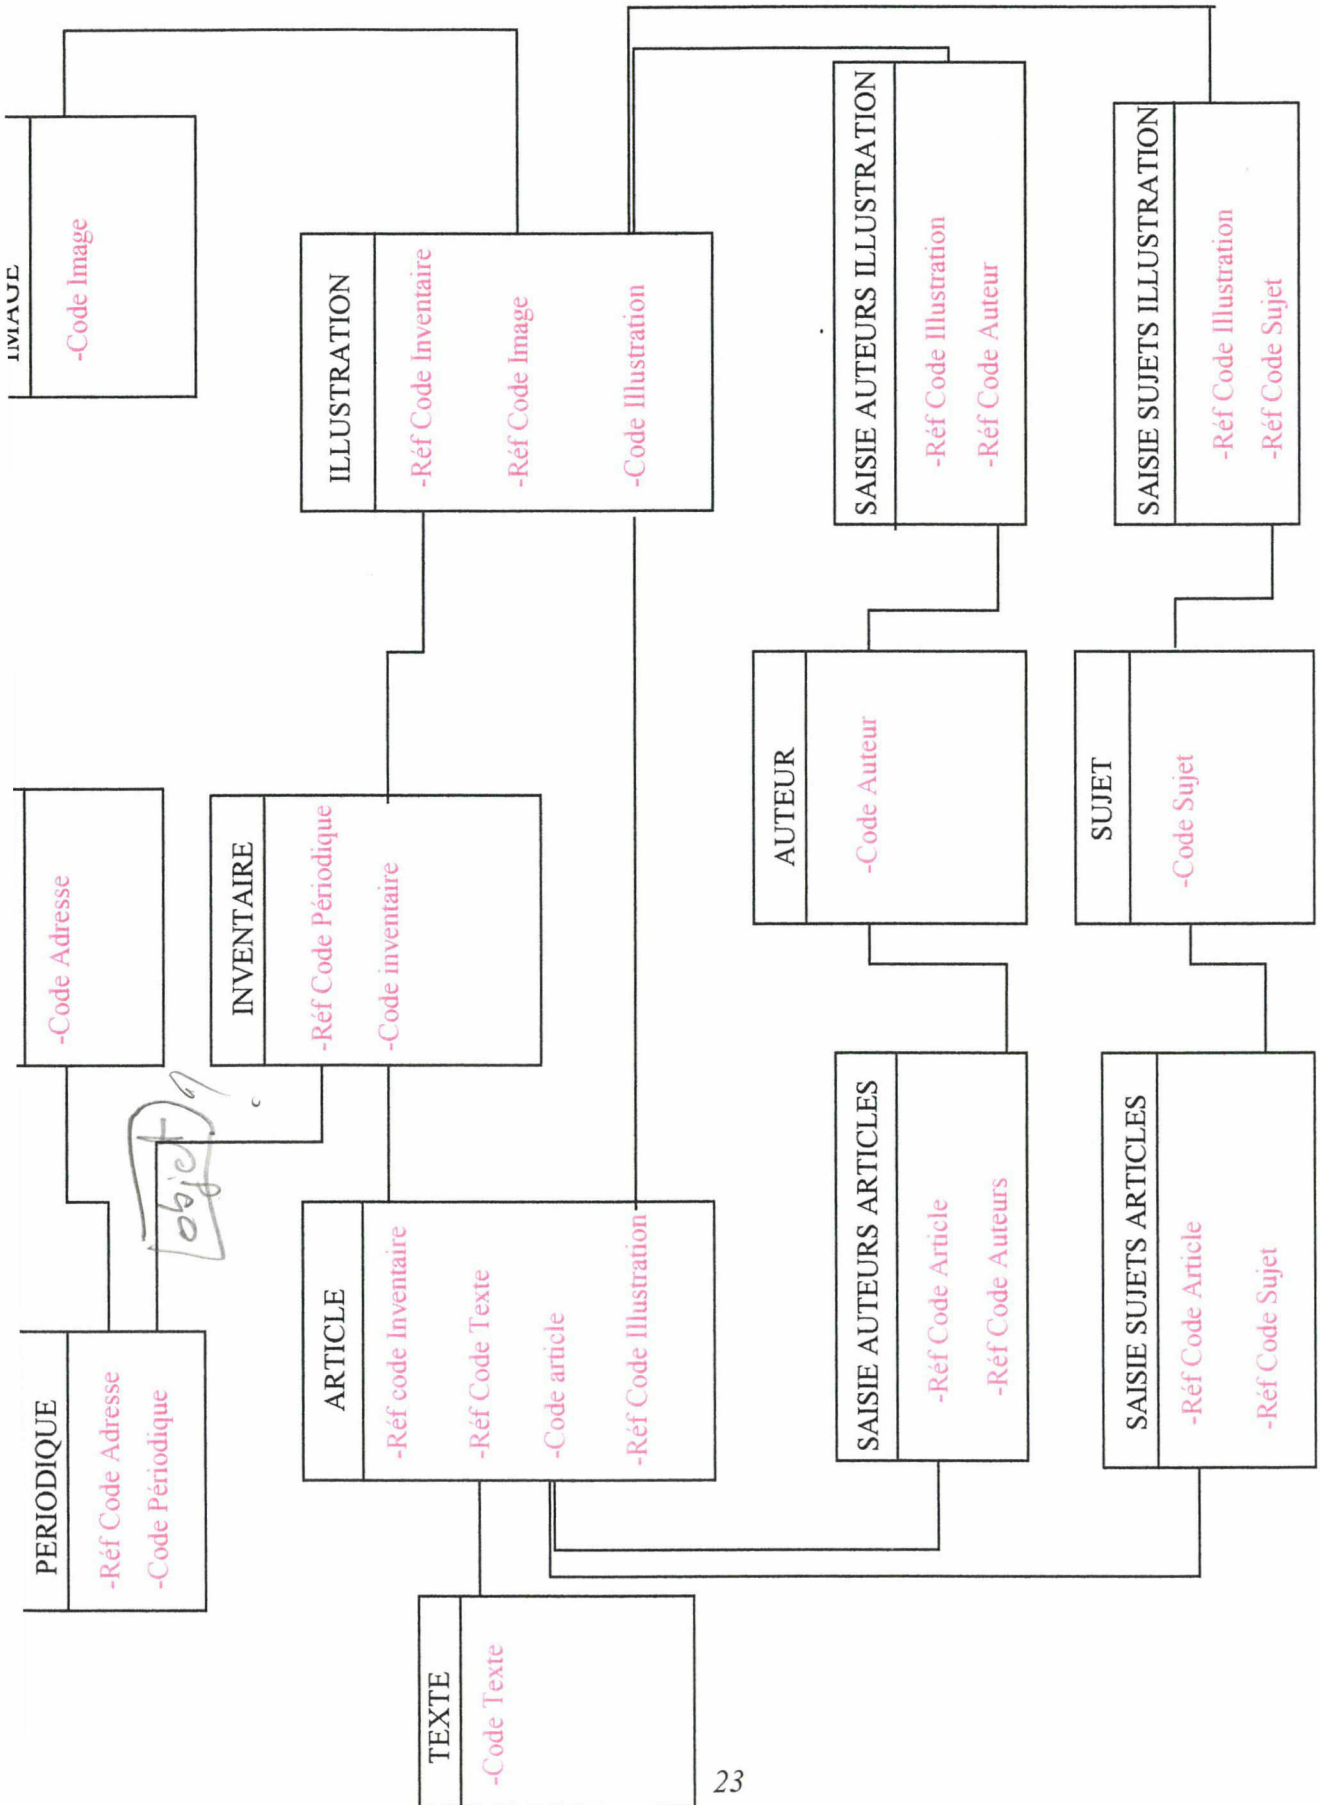 IMAGE
-Code Image
-Code Adresse
PERIODIQUE
-Réf Code Adresse
-Code Périodique
objet ?
INVENTAIRE
-Réf Code Périodique
-Code inventaire
ILLUSTRATION
-Réf Code Inventaire
-Réf Code Image
-Code Illustration
ARTICLE
-Réf code Inventaire
-Réf Code Texte
-Code article
-Réf Code Illustration
TEXTE
-Code Texte
AUTEUR
-Code Auteur
SAISIE AUTEURS ILLUSTRATION
-Réf Code Illustration
-Réf Code Auteur
SAISIE AUTEURS ARTICLES
-Réf Code Article
-Réf Code Auteurs
SUJET
-Code Sujet
SAISIE SUJETS ILLUSTRATION
-Réf Code Illustration
-Réf Code Sujet
SAISIE SUJETS ARTICLES
-Réf Code Article
-Réf Code Sujet
23